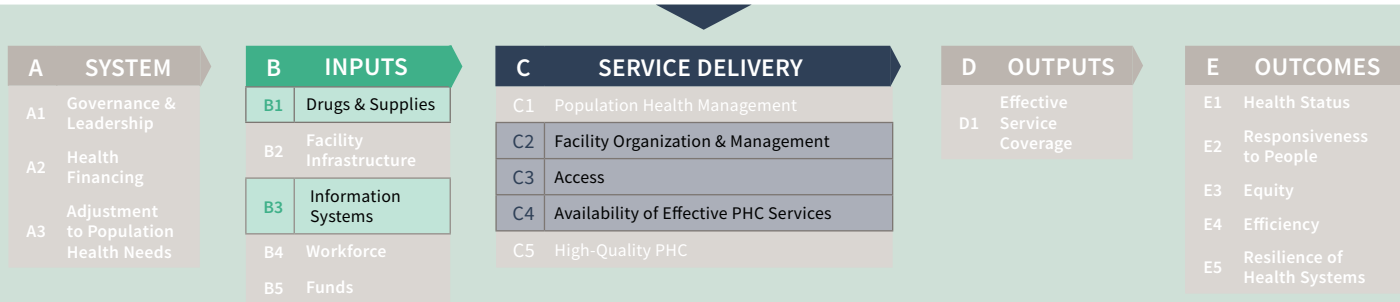 A SYSTEM
A1 Governance &
Leadership
A2 Health
Financing
A3 Adjustment
to Population
Health Needs
B INPUTS
B1 Drugs & Supplies
B2 Facility
Infrastructure
B3 Information
Systems
B4 Workforce
B5 Funds
C SERVICE DELIVERY
C1 Population Health Management
C2 Facility Organization & Management
C3 Access
C4 Availability of Effective PHC Services
C5 High-Quality PHC
D OUTPUTS
D1 Effective
Service
Coverage
E OUTCOMES
E1 Health Status
E2 Responsiveness
to People
E3 Equity
E4 Efficiency
E5 Resilience of
Health Systems